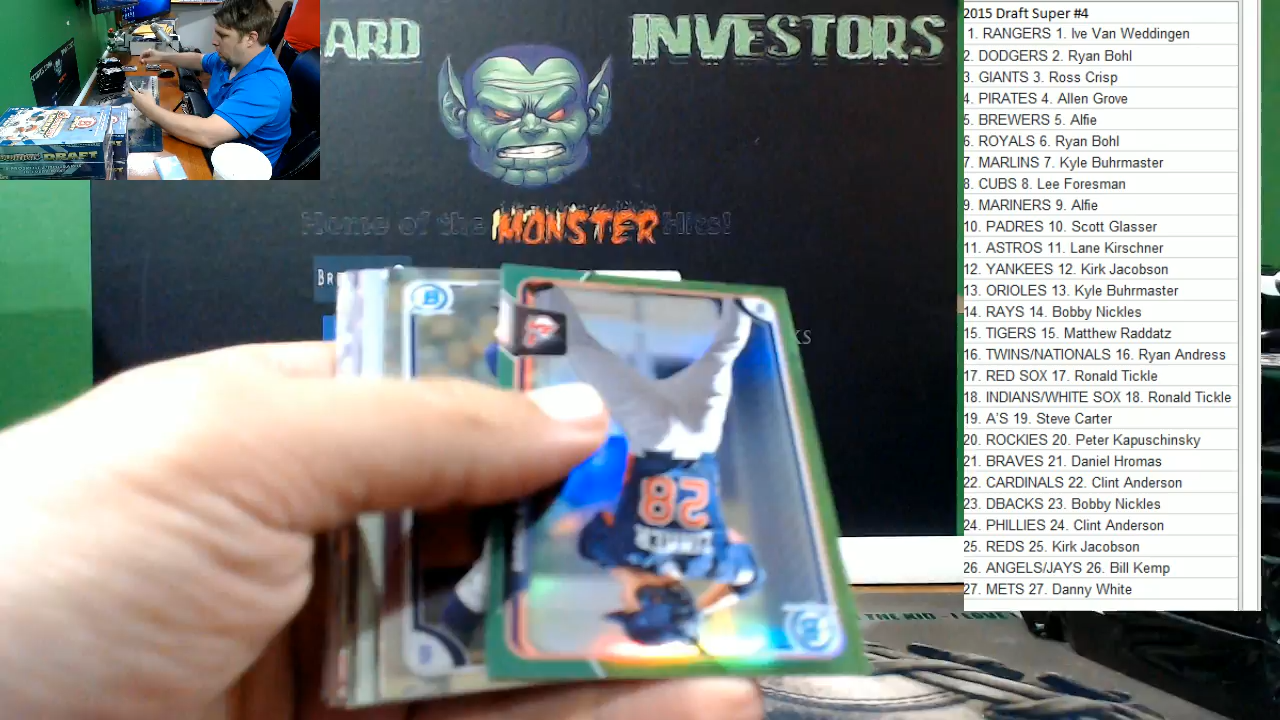 ARD INVESTORS
Home of the MONSTER Hits!
BR
KS
DRAFT
B
28
B
THE KID - I LOVE
2015 Draft Super #4
1. RANGERS 1. Ive Van Weddingen
2. DODGERS 2. Ryan Bohl
3. GIANTS 3. Ross Crisp
4. PIRATES 4. Allen Grove
5. BREWERS 5. Alfie
6. ROYALS 6. Ryan Bohl
7. MARLINS 7. Kyle Buhrmaster
8. CUBS 8. Lee Foresman
9. MARINERS 9. Alfie
10. PADRES 10. Scott Glasser
11. ASTROS 11. Lane Kirschner
12. YANKEES 12. Kirk Jacobson
13. ORIOLES 13. Kyle Buhrmaster
14. RAYS 14. Bobby Nickles
15. TIGERS 15. Matthew Raddatz
16. TWINS/NATIONALS 16. Ryan Andress
17. RED SOX 17. Ronald Tickle
18. INDIANS/WHITE SOX 18. Ronald Tickle
19. A'S 19. Steve Carter
20. ROCKIES 20. Peter Kapuschinsky
21. BRAVES 21. Daniel Hromas
22. CARDINALS 22. Clint Anderson
23. DBACKS 23. Bobby Nickles
24. PHILLIES 24. Clint Anderson
25. REDS 25. Kirk Jacobson
26. ANGELS/JAYS 26. Bill Kemp
27. METS 27. Danny White